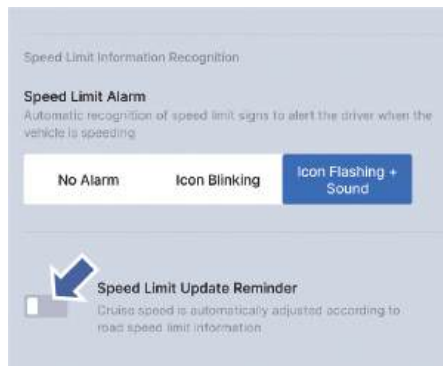 Speed Limit Information Recognition
Speed Limit Alarm
Automatic recognition of speed limit signs to alert the driver when the
vehicle is speeding
No Alarm
Icon Blinking
Icon Flashing +
Sound
Speed Limit Update Reminder
Cruise speed is automatically adjusted according to
road speed limit information